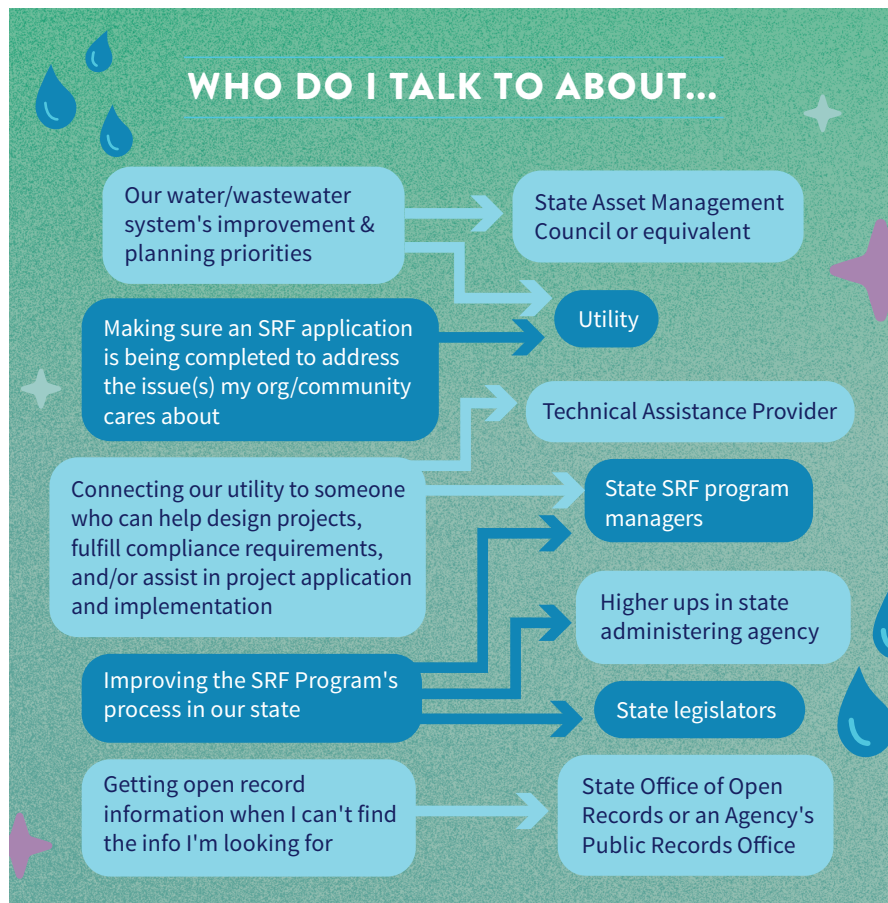 WHO DO I TALK TO ABOUT...
Our water/wastewater
system's improvement &
planning priorities
State Asset Management
Council or equivalent
Utility
Making sure an SRF application
is being completed to address
the issue(s) my org/community
cares about
Technical Assistance Provider
Connecting our utility to someone
who can help design projects,
fulfill compliance requirements,
and/or assist in project application
and implementation
State SRF program
managers
Higher ups in state
administering agency
Improving the SRF Program's
process in our state
State legislators
Getting open record
information when I can't find
the info I'm looking for
State Office of Open
Records or an Agency's
Public Records Office